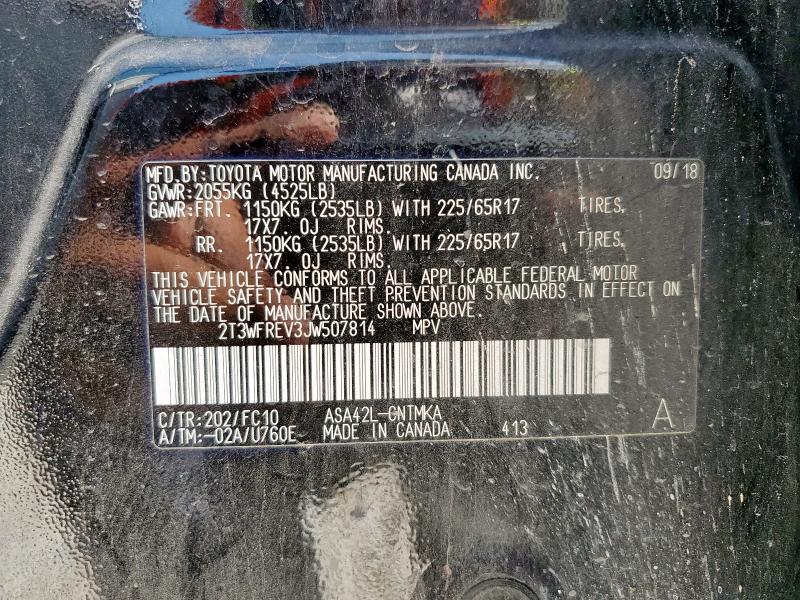 MFD.BY:TOYOTA MOTOR MANUFACTURING CANADA INC. 09/18
GVWR:2055KG (4525LB)
GAWR:FRT. 1150KG (2535LB) WITH 225/65R17 TIRES,
17X7.0J RIMS.
RR. 1150KG (2535LB) WITH 225/65R17 TIRES,
17X7.0J RIMS.
THIS VEHICLE CONFORMS TO ALL APPLICABLE FEDERAL MOTOR
VEHICLE SAFETY AND THEFT PREVENTION STANDARDS IN EFFECT ON
THE DATE OF MANUFACTURE SHOWN ABOVE.
2T3WFREV3JW507814 MPV
C/TR:202/FC10 ASA42L-CNTMKA A
A/TM:-02A/U760E MADE IN CANADA 413